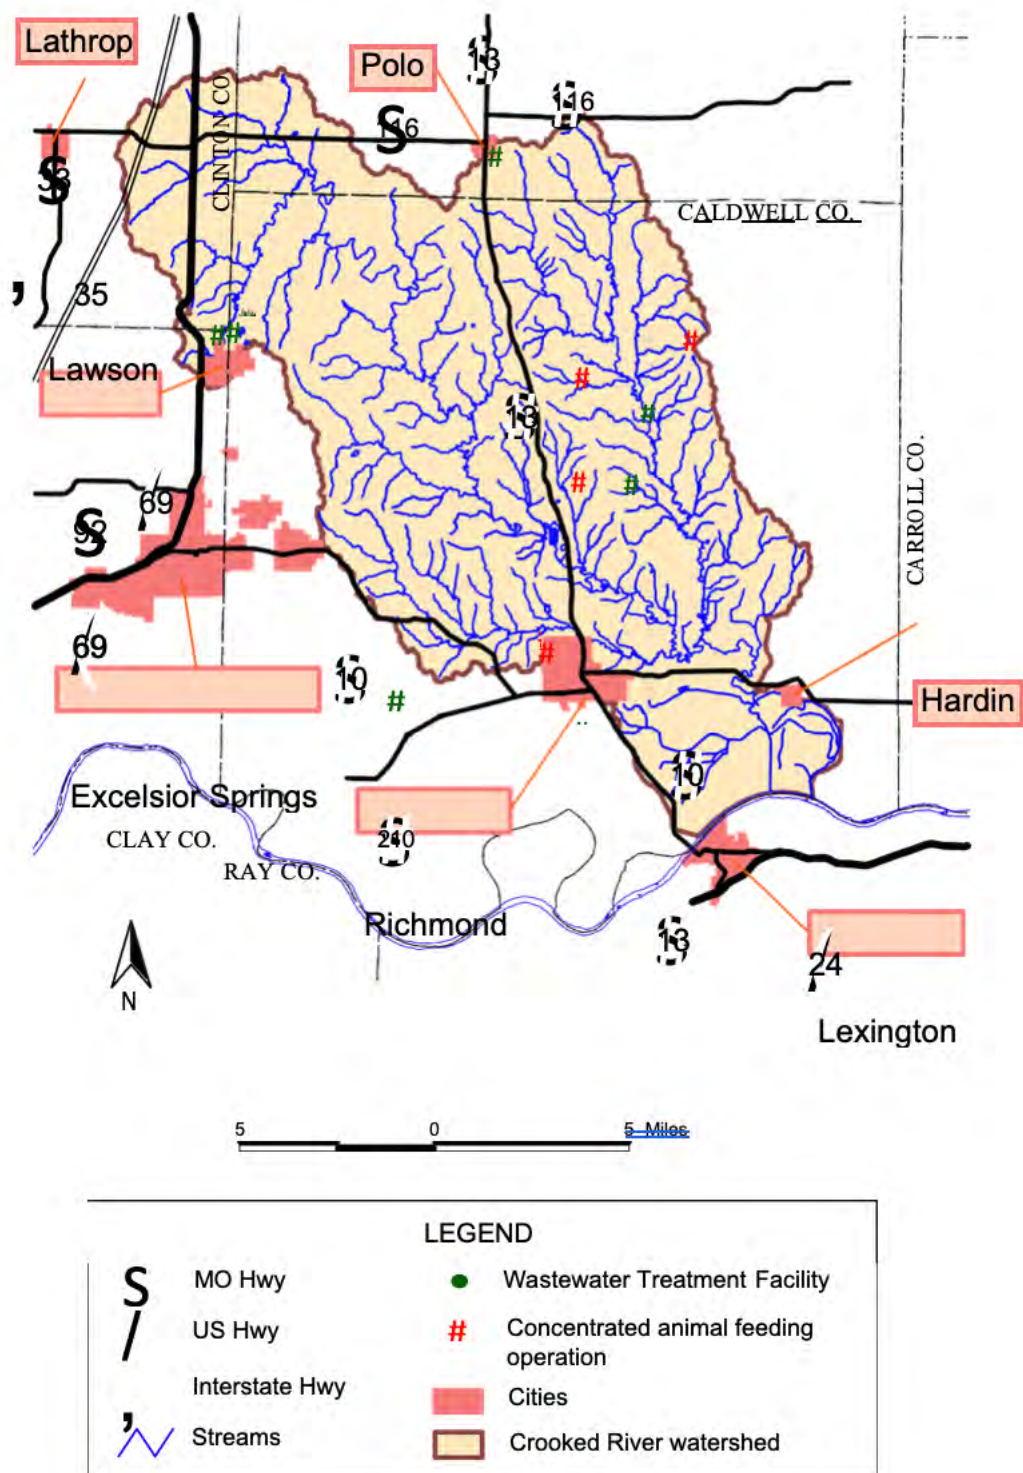 Lathrop
13
Polo
116
S
116
CLINTON CO.
S
CALDWELL CO.
,
35
Lawson
13
69
S
92
CARROLL CO.
69
10
Hardin
10
Excelsior Springs
CLAY CO.
210
RAY CO.
Richmond
13
24
N
Lexington
5 0 5 Miles
LEGEND
S MO Hwy
US Hwy
, Interstate Hwy
Streams
Wastewater Treatment Facility
# Concentrated animal feeding
operation
Cities
Crooked River watershed